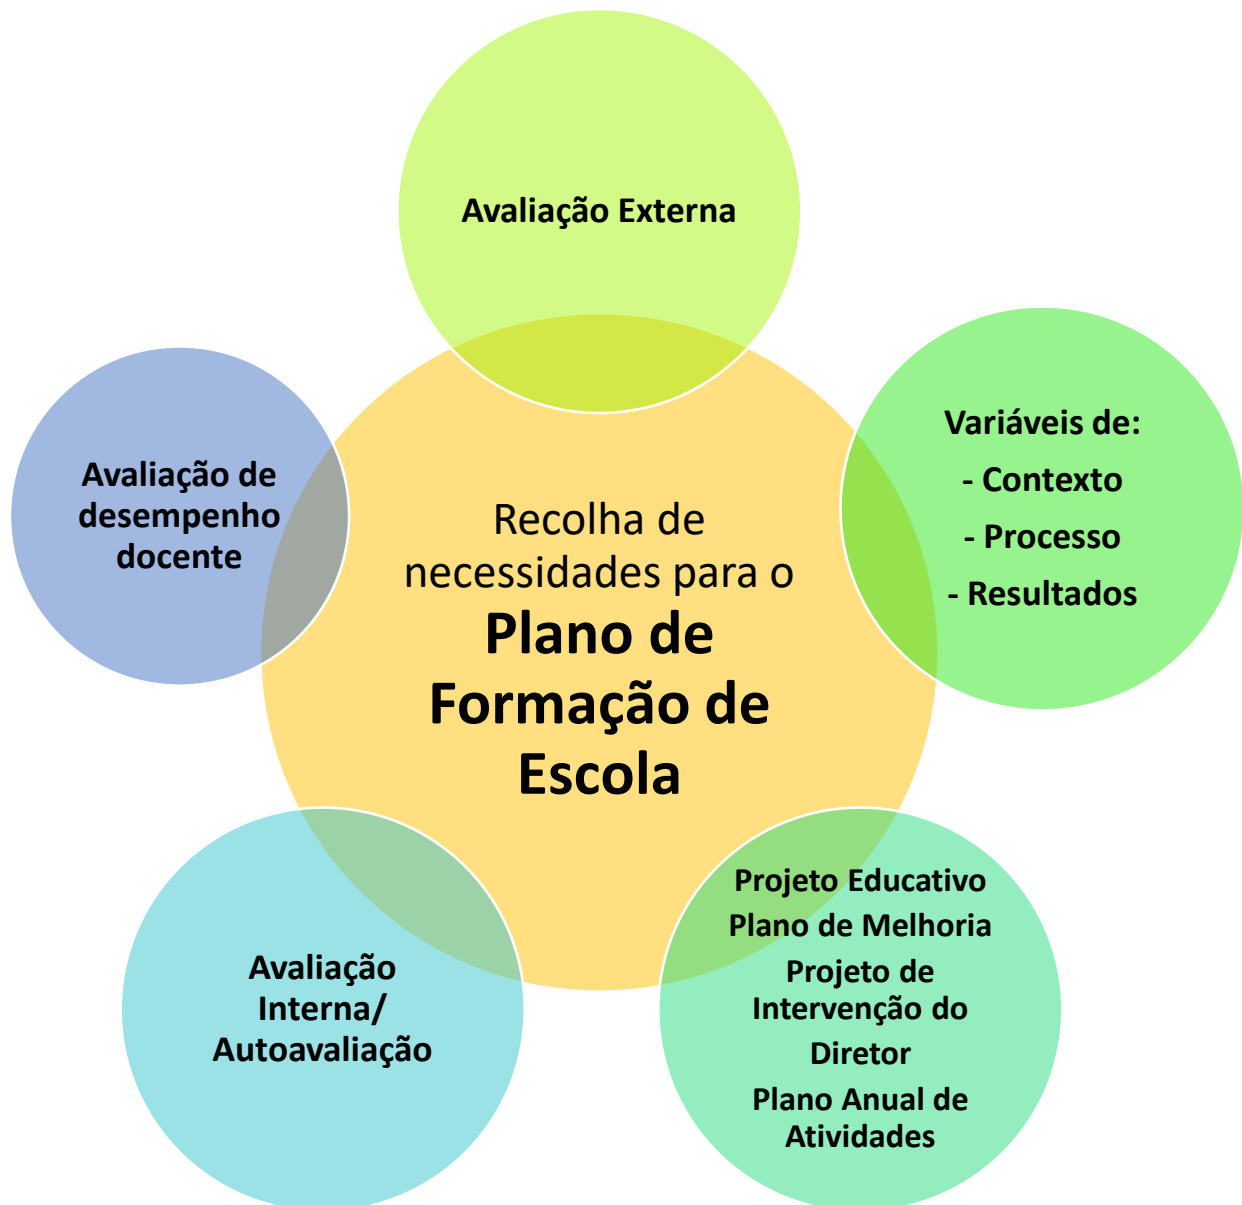 Avaliação Externa
Variáveis de:
- Contexto
- Processo
- Resultados
Avaliação de
desempenho
docente
Recolha de
necessidades para o
Plano de
Formação de
Escola
Projeto Educativo
Plano de Melhoria
Projeto de
Intervenção do
Diretor
Plano Anual de
Atividades
Avaliação
Interna/
Autoavaliação